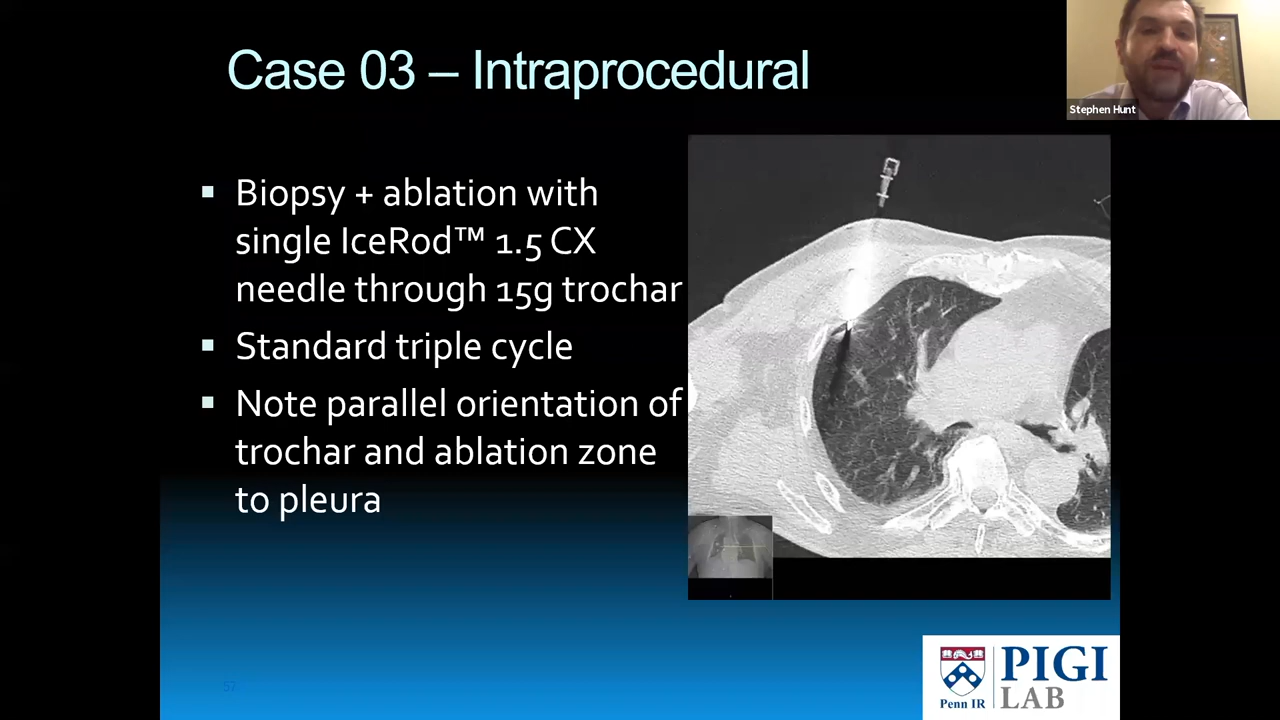 Case 03 – Intraprocedural
Stephen Hunt
▪ Biopsy + ablation with
single IceRod™ 1.5 CX
needle through 15g trochar
▪ Standard triple cycle
▪ Note parallel orientation of
trochar and ablation zone
to pleura
57
Penn IR
PIGI
LAB